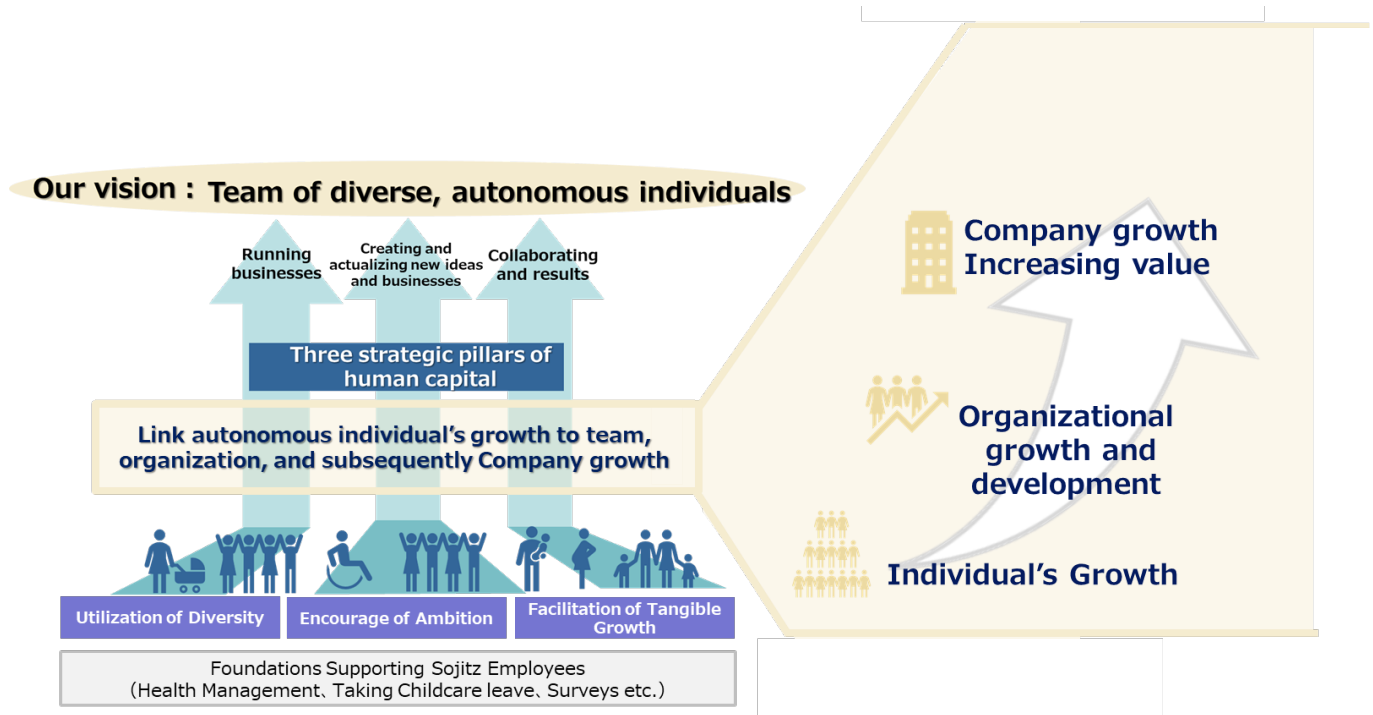 Our vision : Team of diverse, autonomous individuals
Running
businesses
Creating and
actualizing new ideas
and businesses
Collaborating
and results
Three strategic pillars of
human capital
Link autonomous individual's growth to team,
organization, and subsequently Company growth
Utilization of Diversity
Encourage of Ambition
Facilitation of Tangible
Growth
Foundations Supporting Sojitz Employees
（Health Management、Taking Childcare leave、Surveys etc.）
Company growth
Increasing value
Organizational
growth and
development
Individual's Growth